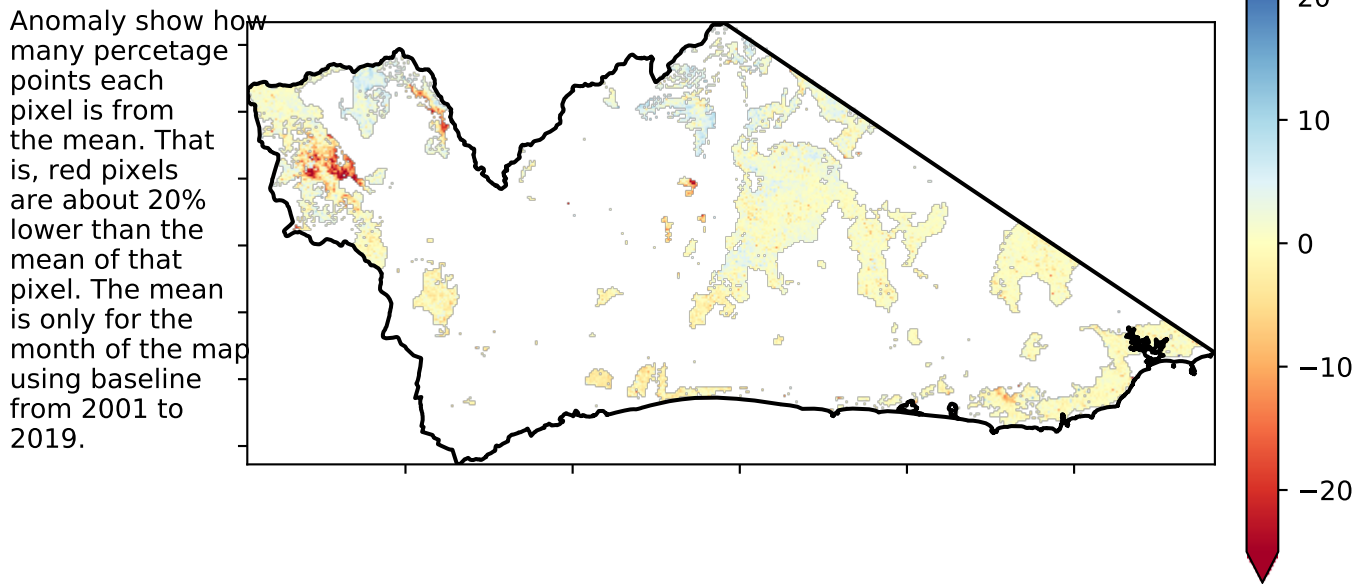 Anomaly show how
many percetage
points each
pixel is from
the mean. That
is, red pixels
are about 20%
lower than the
mean of that
pixel. The mean
is only for the
month of the map
using baseline
from 2001 to
2019.
20
10
0
−10
−20